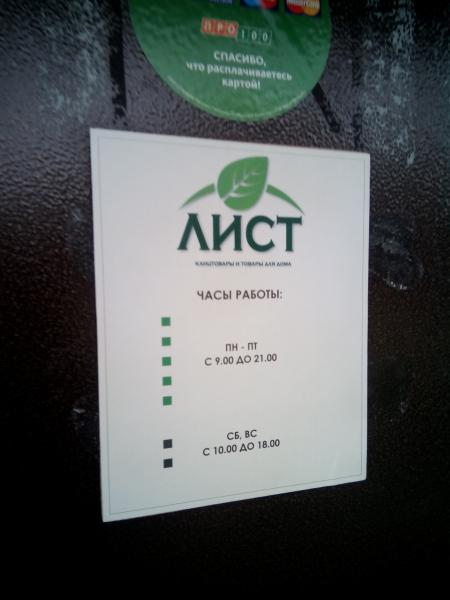 ПРО100
СПАСИБО,
что расплачиваетесь
картой!
ЛИСТ
КАНЦТОВАРЫ И ТОВАРЫ ДЛЯ ДОМА
ЧАСЫ РАБОТЫ:
ПН - ПТ
С 9.00 ДО 21.00
СБ, ВС
С 10.00 ДО 18.00